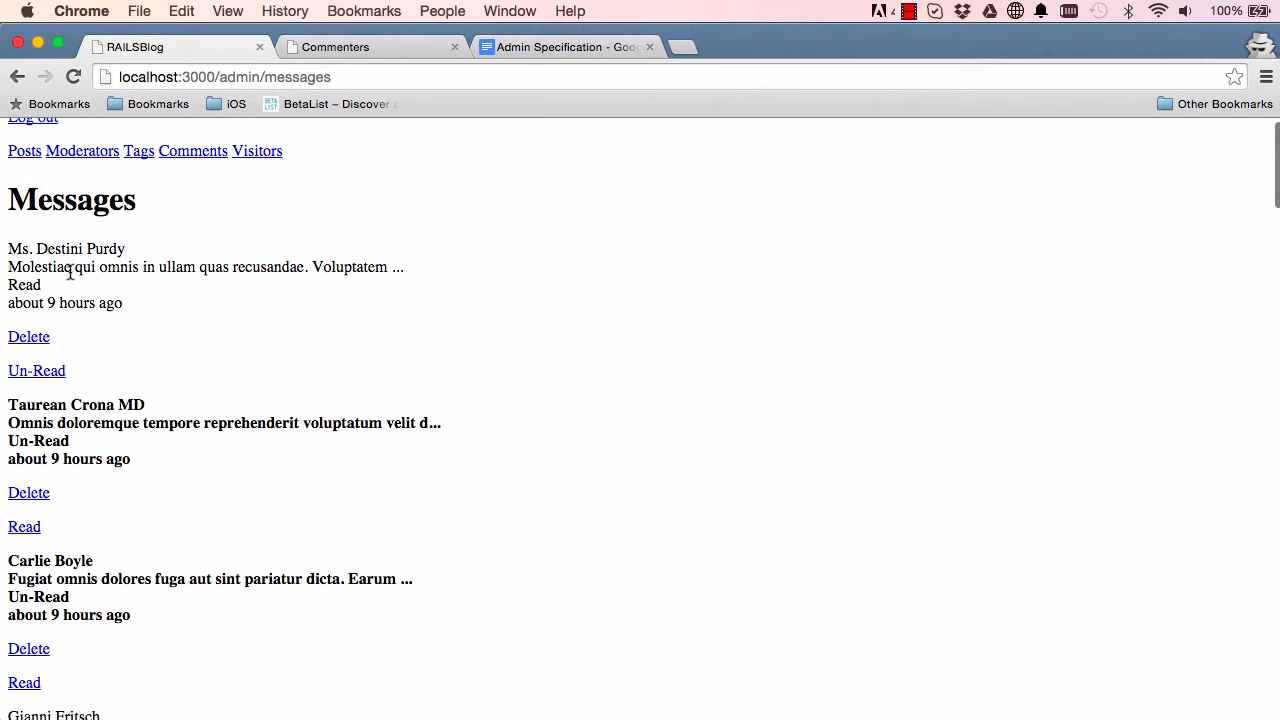 Chrome File Edit View History Bookmarks People Window Help 4 100%
RAILSBlog Commenters Admin Specification - Goo
localhost:3000/admin/messages
Bookmarks Bookmarks iOS BETA LIST BetaList – Discover Other Bookmarks
Log out
Posts Moderators Tags Comments Visitors
Messages
Ms. Destini Purdy
Molestiae qui omnis in ullam quas recusandae. Voluptatem ...
Read
about 9 hours ago
Delete
Un-Read
Taurean Crona MD
Omnis doloremque tempore reprehenderit voluptatum velit d...
Un-Read
about 9 hours ago
Delete
Read
Carlie Boyle
Fugiat omnis dolores fuga aut sint pariatur dicta. Earum ...
Un-Read
about 9 hours ago
Delete
Read
Gianni Fritsch